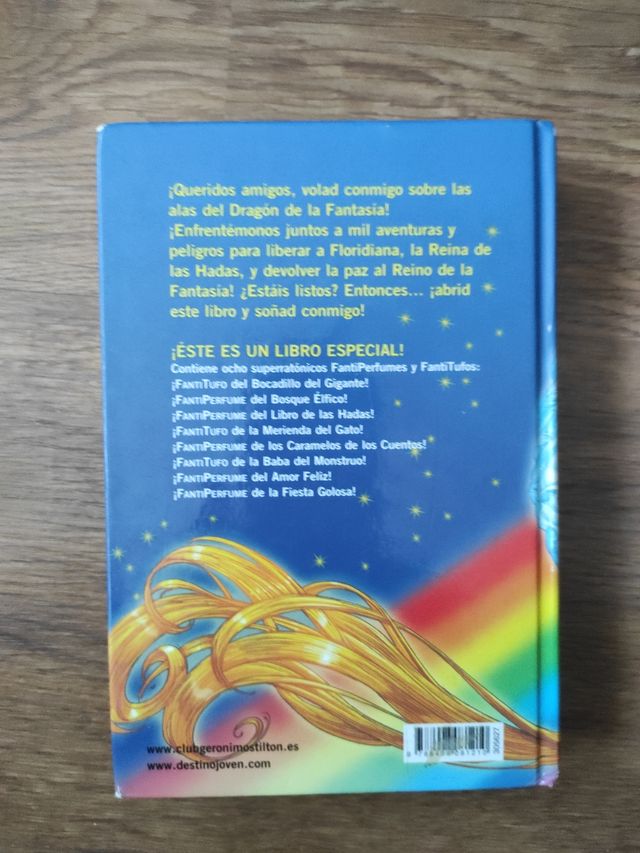 ¡Queridos amigos, volad conmigo sobre las
alas del Dragón de la Fantasía!
¡Enfrentémonos juntos a mil aventuras y
peligros para liberar a Floridiana, la Reina de
las Hadas, y devolver la paz al Reino de la
Fantasía! ¿Estáis listos? Entonces... ¡abrid
este libro y soñad conmigo!
¡ÉSTE ES UN LIBRO ESPECIAL!
Contiene ocho superratónicos FantiPerfumes y FantiTufos:
¡FANTITUFO del Bocadillo del Gigante!
¡FANTIPERFUME del Bosque Élfico!
¡FANTIPERFUME del Libro de las Hadas!
¡FANTITUFO de la Merienda del Gato!
¡FANTIPERFUME de los Caramelos de los Cuentos!
¡FANTITUFO de la Baba del Monstruo!
¡FANTIPERFUME del Amor Feliz!
¡FANTIPERFUME de la Fiesta Golosa!
www.clubgeronimostilton.es
www.destinojoven.com